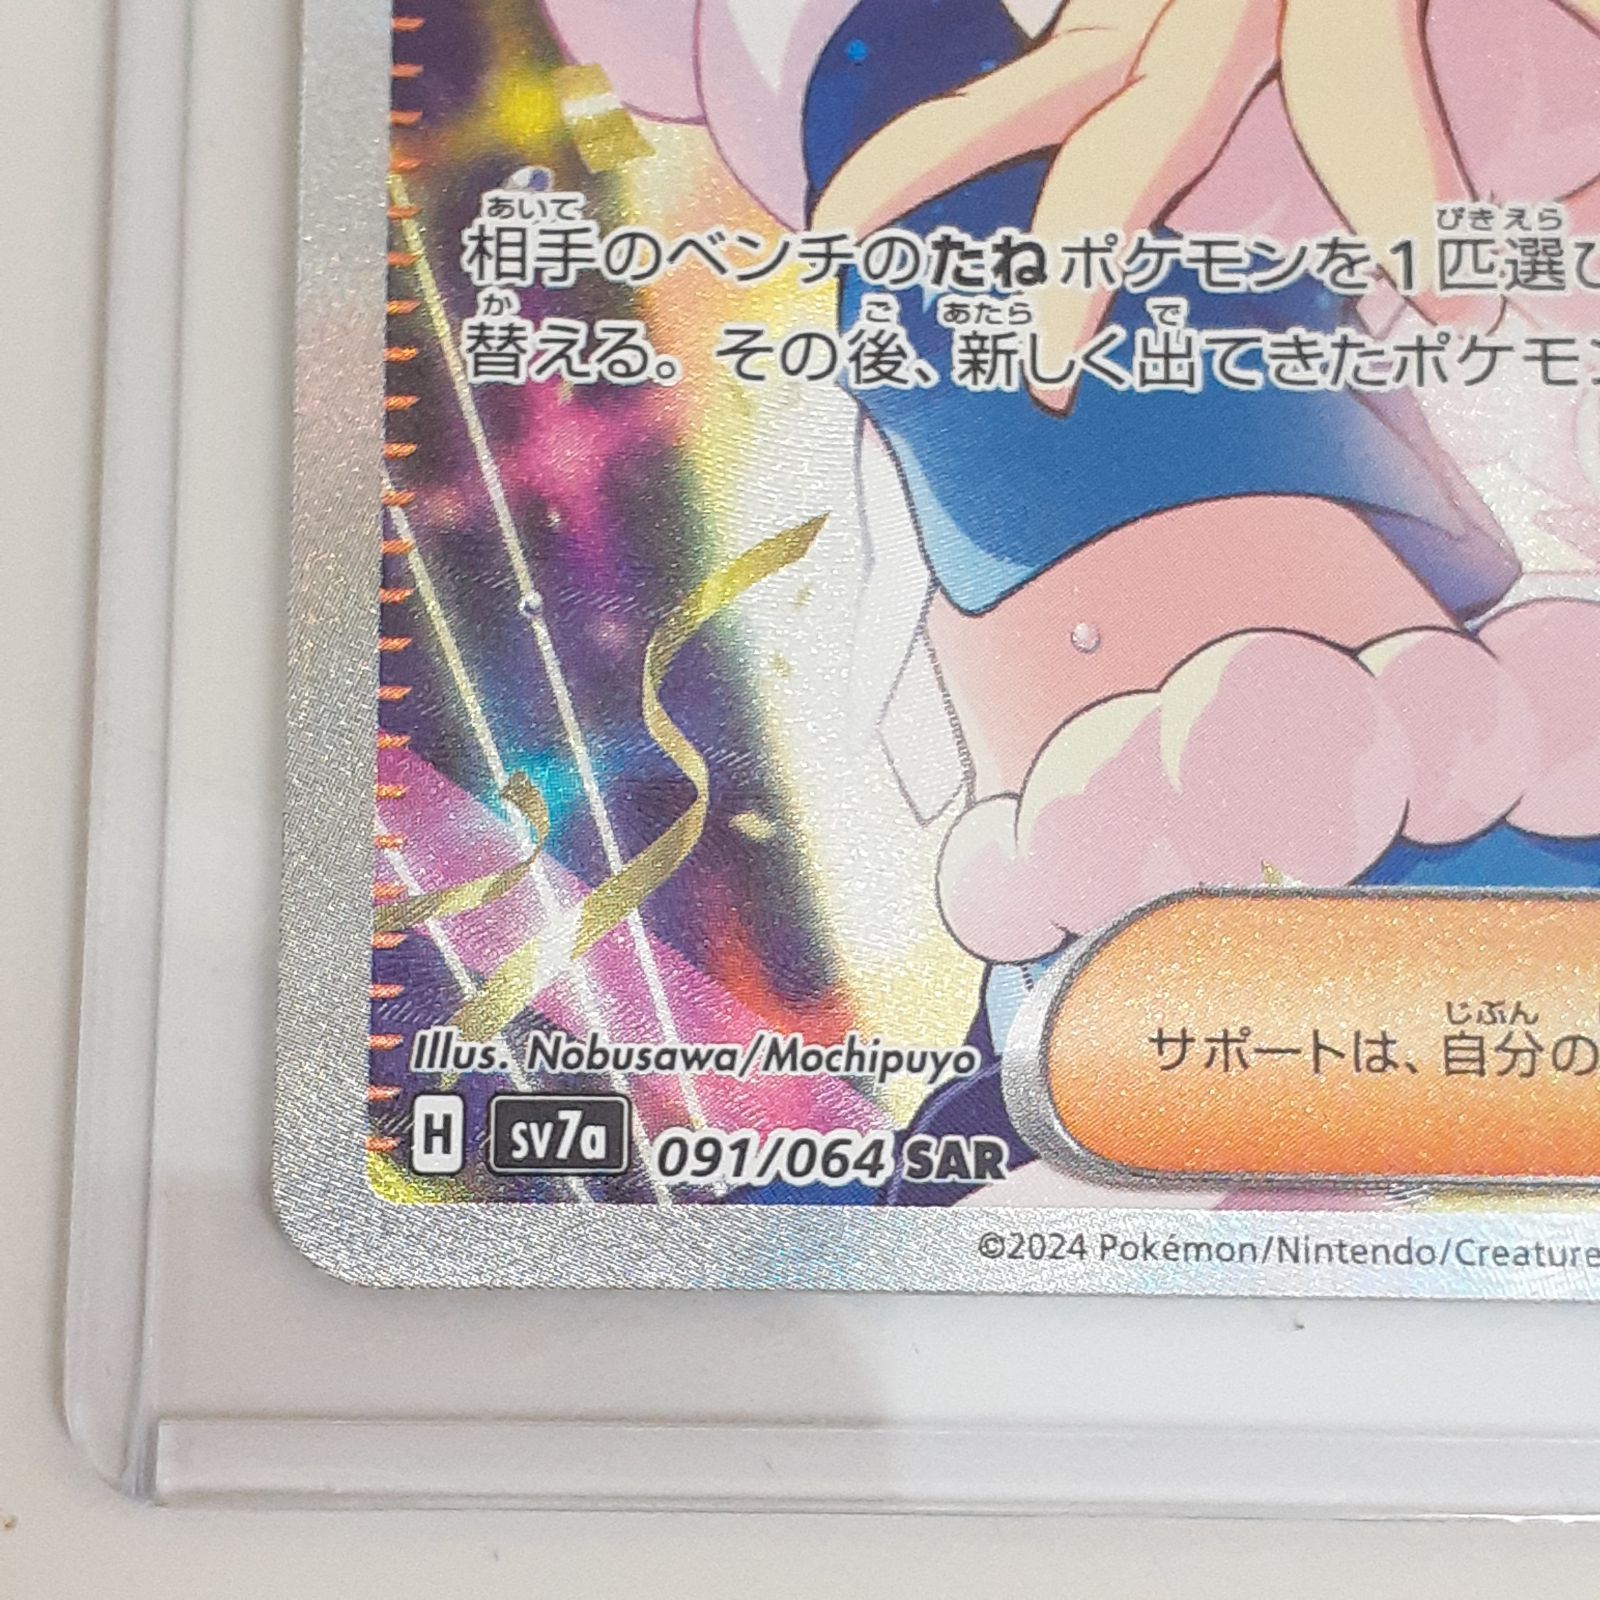 あいて ぴきえら
相手のベンチのたねポケモンを1匹選び
か ご あたら で
替える。その後、新しく出てきたポケモン
じぶん
サポートは、自分の
Illus. Nobusawa/Mochipuyo
H sv7a 091/064 SAR
©2024 Pokémon/Nintendo/Creature